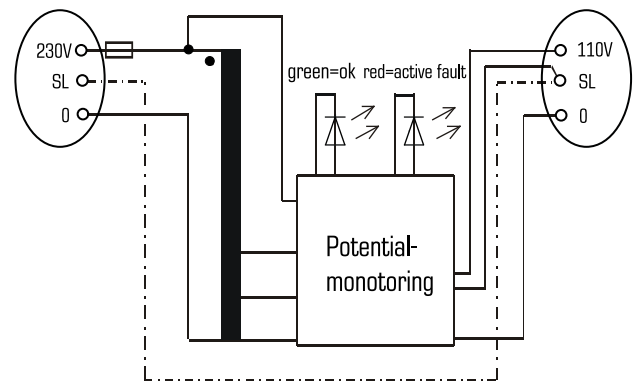 230V
SL
0
green=ok red=active fault
110V
SL
0
Potential-
monotoring